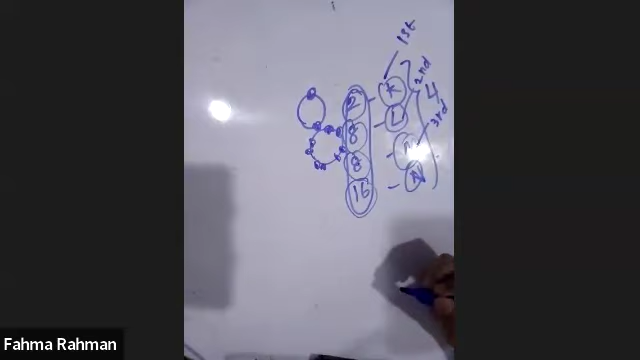 1st
2 - K
2nd
8 - L
4
3rd
8 - M
16 - N
Fahma Rahman